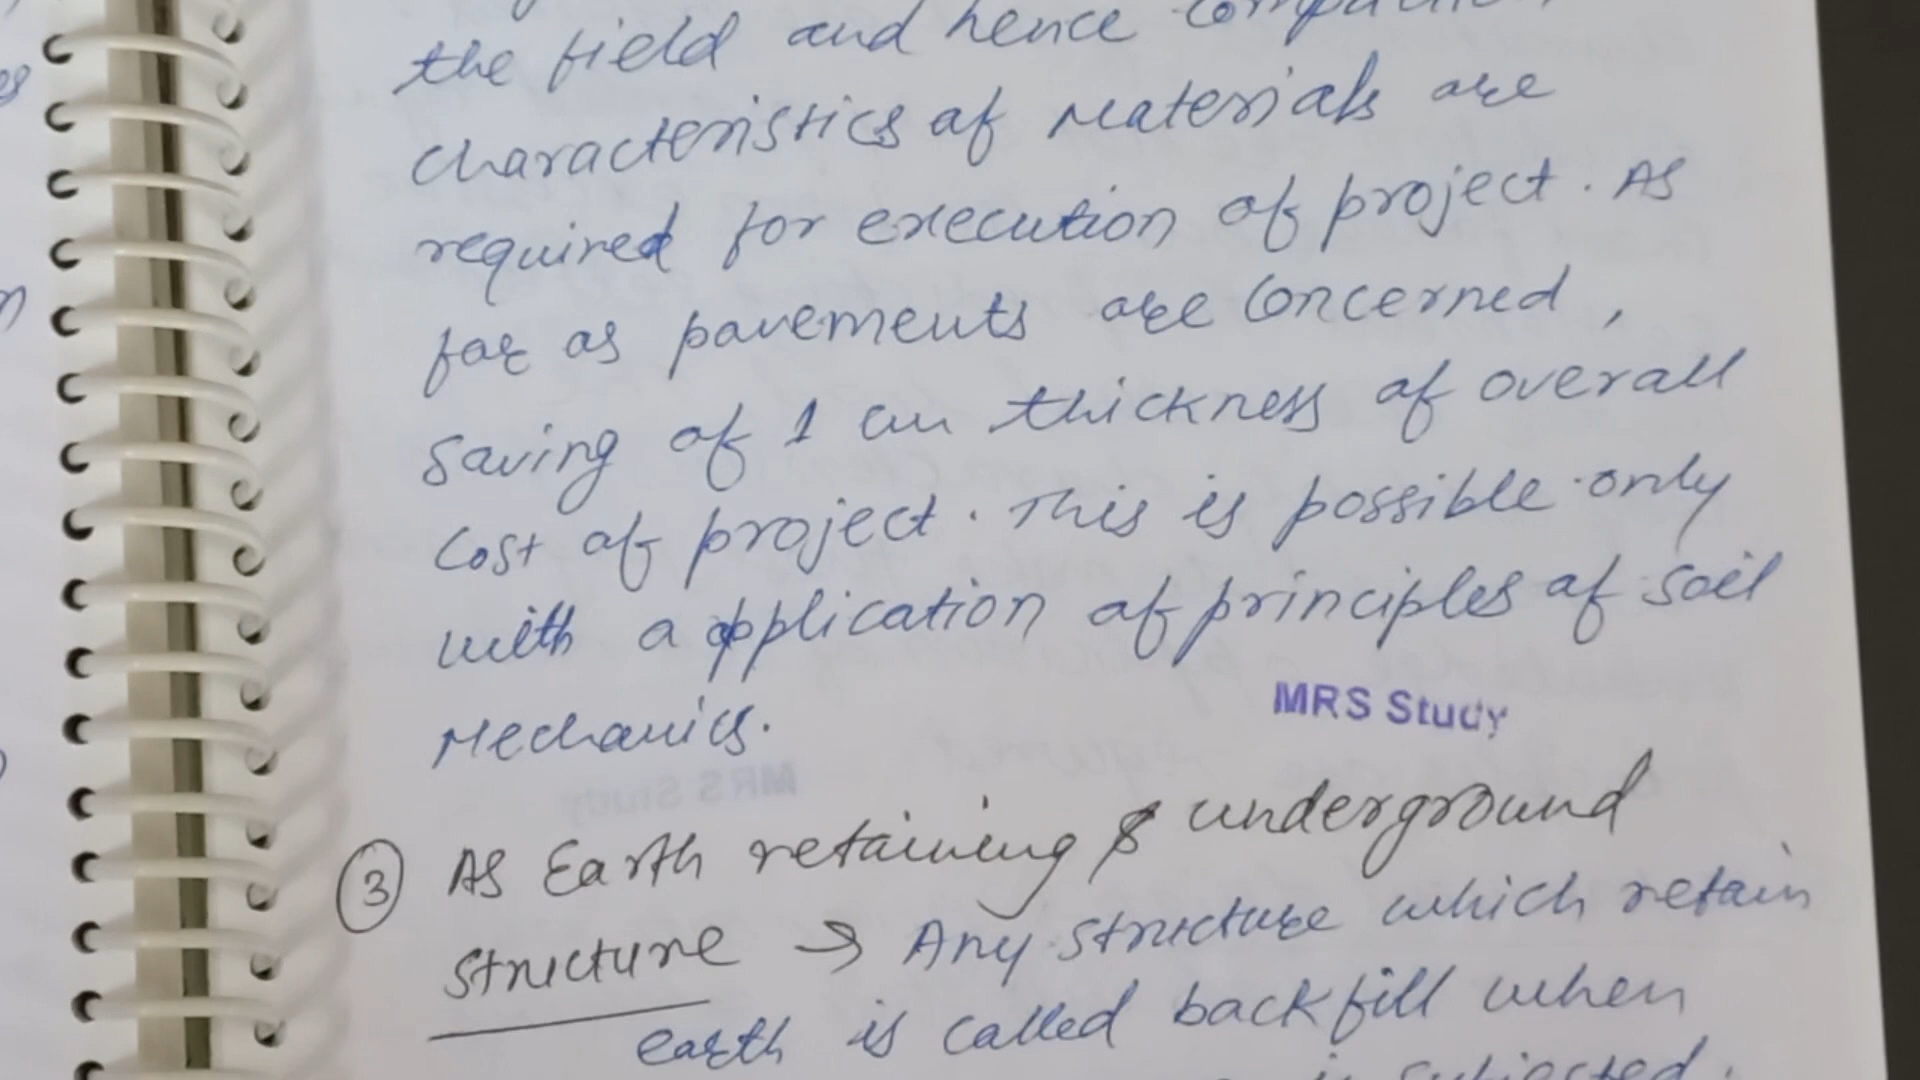 the field and hence
characteristics of Materials are
required for execution of project. As
far as pavements are concerned,
saving of 1 cm thickness of overall
cost of project. This is possible only
with a application of principles of soil
Mechanics.
MRS Study
③ As Earth retaining & underground
structure → Any structure which retain
earth is called backfill when
is subjected